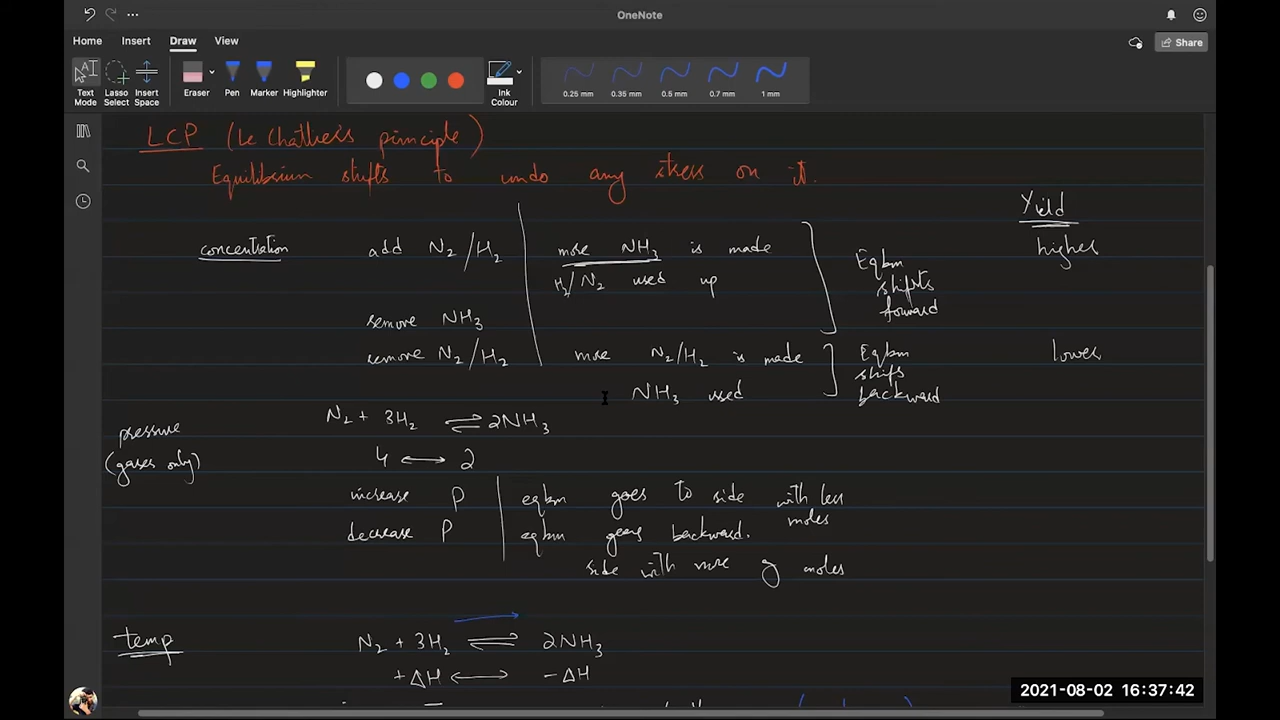 OneNote
Home Insert Draw View
Share
Text Mode
Lasso Select
Insert Space
Eraser
Pen
Marker
Highlighter
Ink Colour
0.25 mm 0.35 mm 0.5 mm 0.7 mm 1 mm
LCP (Le Chatlier's principle)
Equilibrium shifts to undo any stress on it.
Yield
concentration add N₂/H₂ more NH₃ is made higher
H₂/N₂ used up
Eqbm shifts forward
remove NH₃
remove N₂/H₂ more N₂/H₂ is made Eqbm shifts backward lower
NH₃ used
pressure (gases only)
N₂ + 3H₂ ⇌ 2NH₃
4 ⟷ 2
increase P eqbm goes to side with less moles
decrease P eqbm goes backward.
side with more g moles
temp N₂ + 3H₂ ⇌ 2NH₃
+ΔH ⟷ -ΔH
2021-08-02 16:37:42